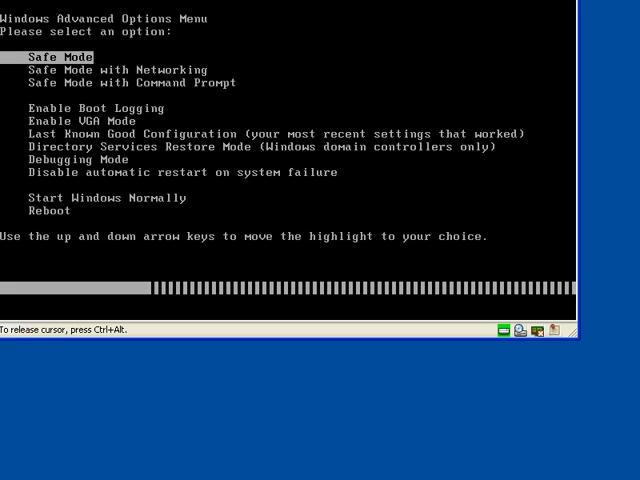 Windows Advanced Options Menu
Please select an option:
Safe Mode
Safe Mode with Networking
Safe Mode with Command Prompt
Enable Boot Logging
Enable VGA Mode
Last Known Good Configuration (your most recent settings that worked)
Directory Services Restore Mode (Windows domain controllers only)
Debugging Mode
Disable automatic restart on system failure
Start Windows Normally
Reboot
Use the up and down arrow keys to move the highlight to your choice.
To release cursor, press Ctrl+Alt.